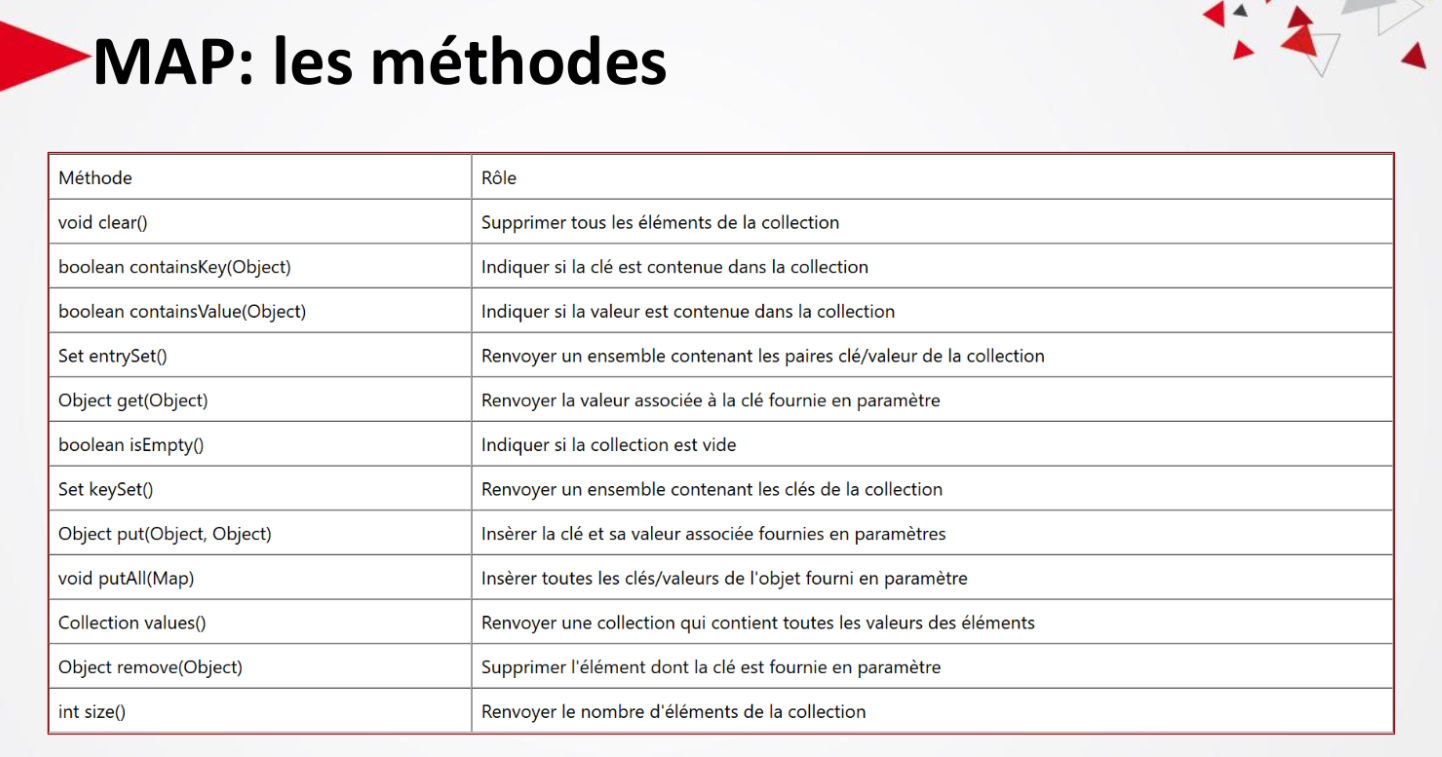 MAP: les méthodes
Méthode
Rôle
void clear()
Supprimer tous les éléments de la collection
boolean containsKey(Object)
Indiquer si la clé est contenue dans la collection
boolean containsValue(Object)
Indiquer si la valeur est contenue dans la collection
Set entrySet()
Renvoyer un ensemble contenant les paires clé/valeur de la collection
Object get(Object)
Renvoyer la valeur associée à la clé fournie en paramètre
boolean isEmpty()
Indiquer si la collection est vide
Set keySet()
Renvoyer un ensemble contenant les clés de la collection
Object put(Object, Object)
Insèrer la clé et sa valeur associée fournies en paramètres
void putAll(Map)
Insèrer toutes les clés/valeurs de l'objet fourni en paramètre
Collection values()
Renvoyer une collection qui contient toutes les valeurs des éléments
Object remove(Object)
Supprimer l'élément dont la clé est fournie en paramètre
int size()
Renvoyer le nombre d'éléments de la collection